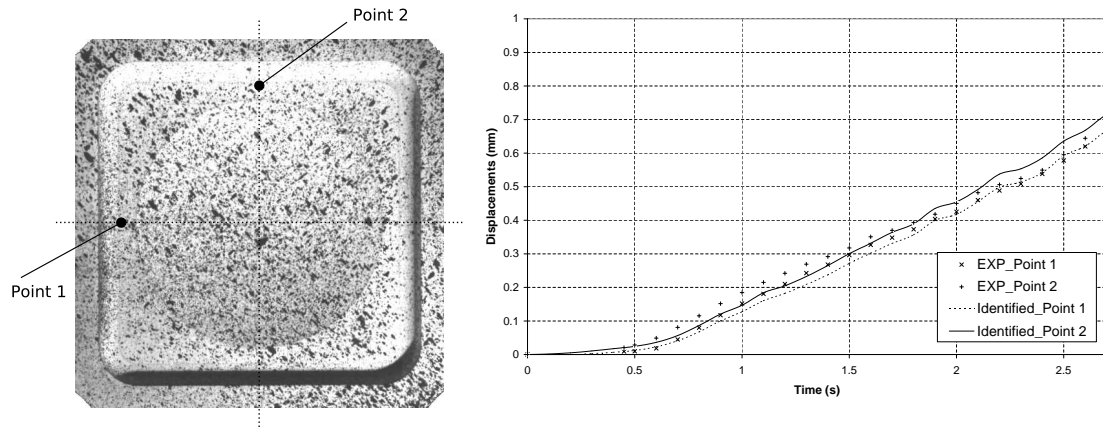 Point 2
Point 1
Displacements (mm)
1
0.9
0.8
0.7
0.6
0.5
0.4
0.3
0.2
0.1
0
0 0.5 1 1.5 2 2.5
Time (s)
EXP_Point 1
EXP_Point 2
Identified_Point 1
Identified_Point 2